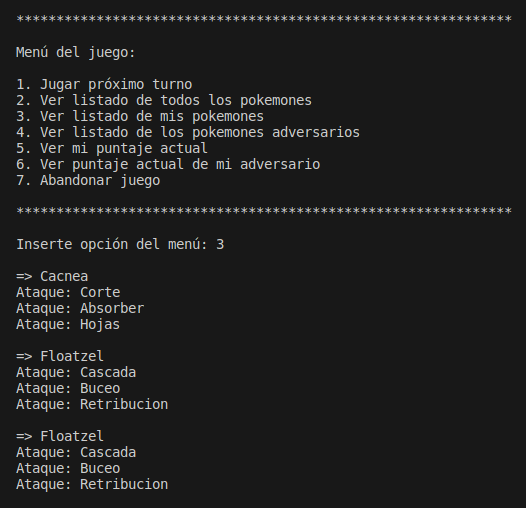 **************************************************************
Menú del juego:
1. Jugar próximo turno
2. Ver listado de todos los pokemones
3. Ver listado de mis pokemones
4. Ver listado de los pokemones adversarios
5. Ver mi puntaje actual
6. Ver puntaje actual de mi adversario
7. Abandonar juego
**************************************************************
Inserte opción del menú: 3
=> Cacnea
Ataque: Corte
Ataque: Absorber
Ataque: Hojas
=> Floatzel
Ataque: Cascada
Ataque: Buceo
Ataque: Retribucion
=> Floatzel
Ataque: Cascada
Ataque: Buceo
Ataque: Retribucion